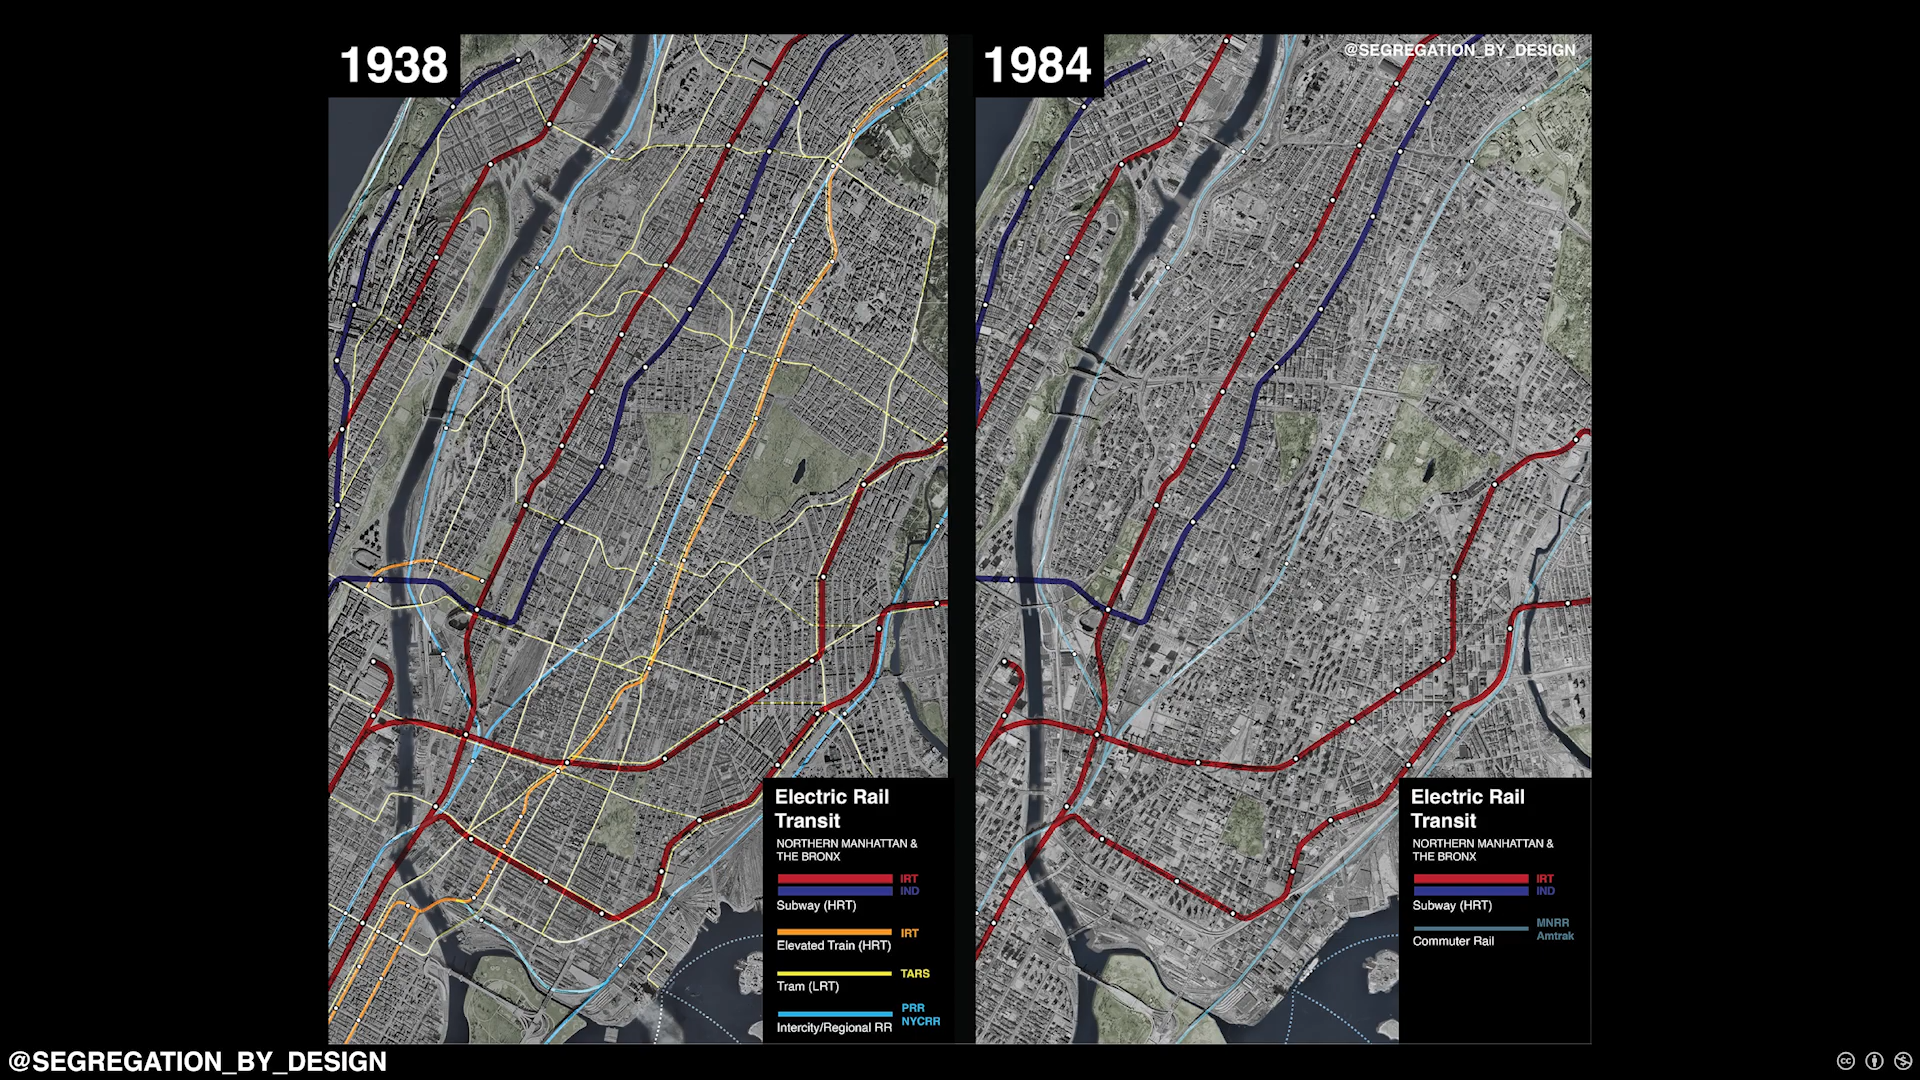 1938
Electric Rail
Transit
NORTHERN MANHATTAN &
THE BRONX
IRT
IND
Subway (HRT)
IRT
Elevated Train (HRT)
TARS
Tram (LRT)
PRR
NYCRR
Intercity/Regional RR
1984
@SEGREGATION_BY_DESIGN
Electric Rail
Transit
NORTHERN MANHATTAN &
THE BRONX
IRT
IND
Subway (HRT)
MNRR
Amtrak
Commuter Rail
@SEGREGATION_BY_DESIGN
cc